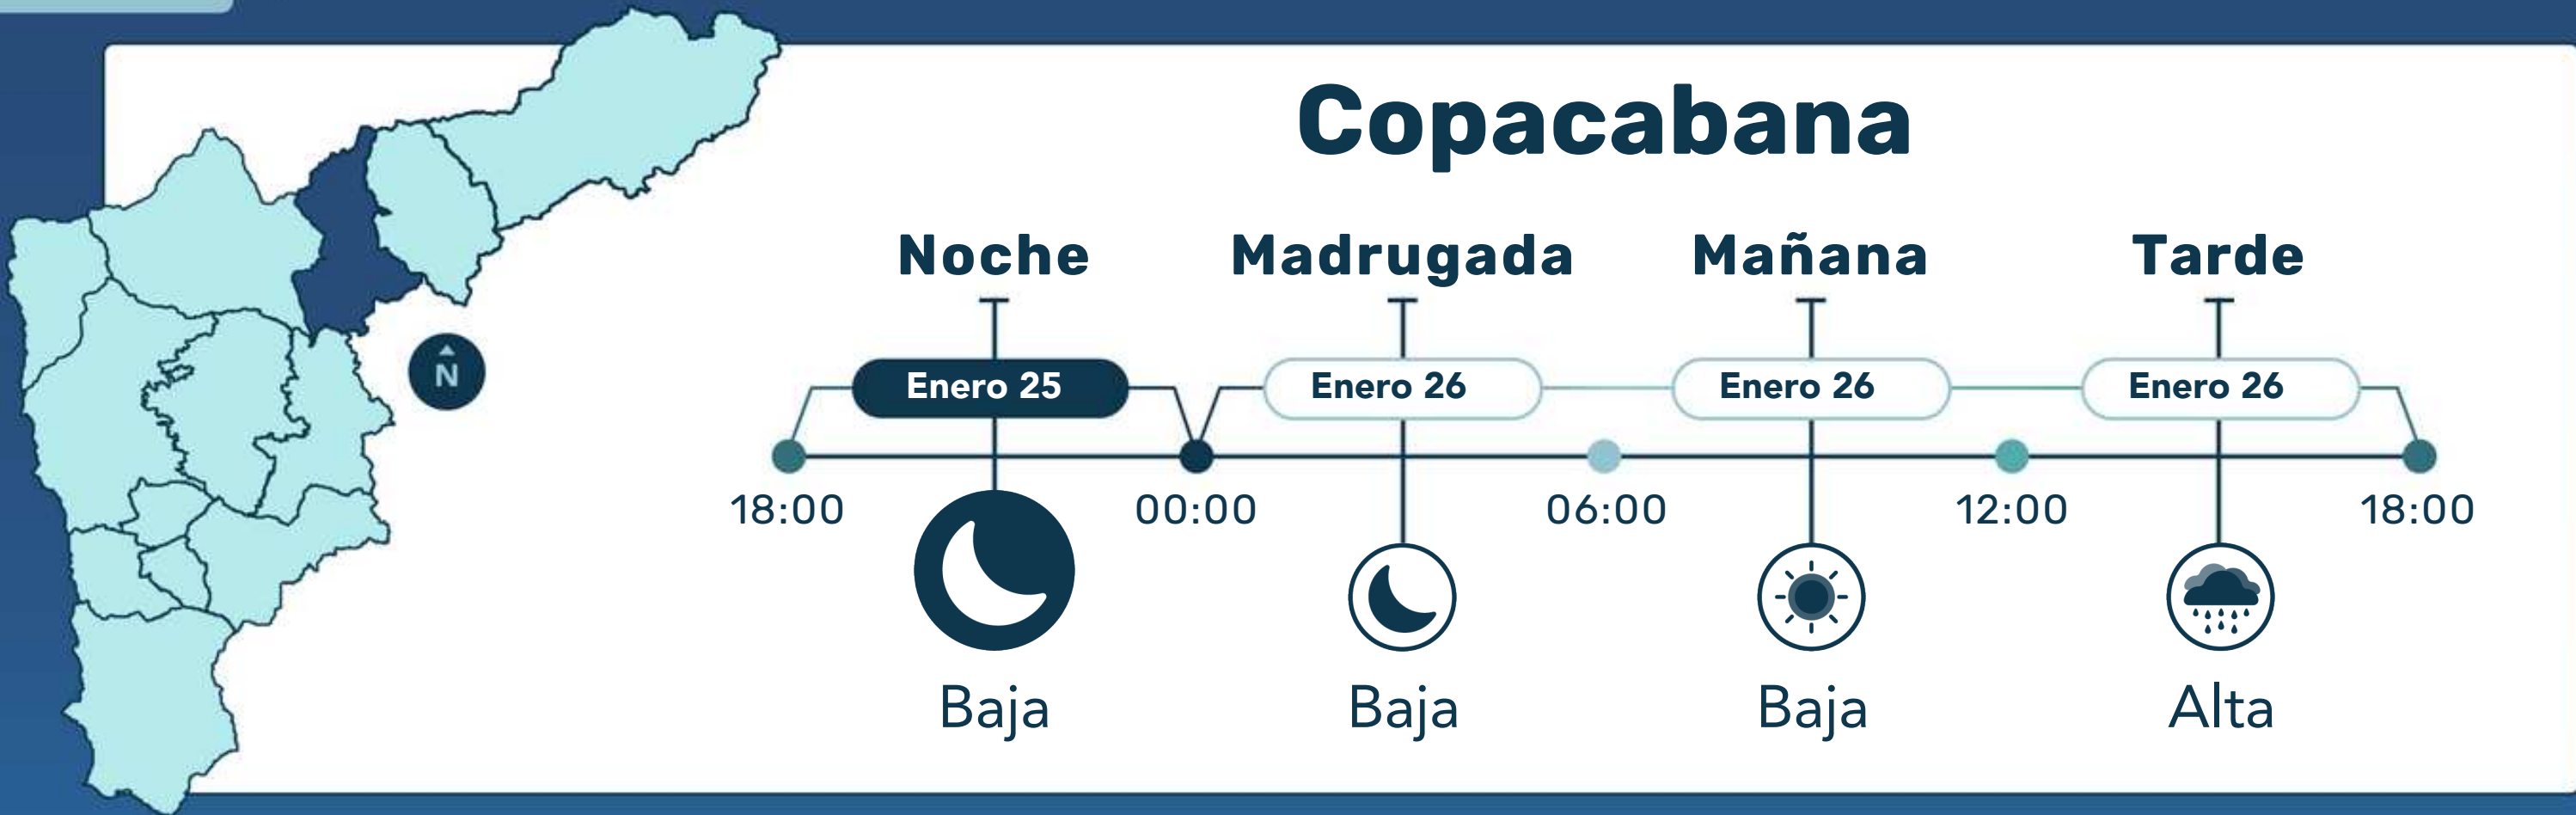 Copacabana
Noche Madrugada Mañana Tarde
Enero 25 Enero 26 Enero 26 Enero 26
N
18:00 00:00 06:00 12:00 18:00
Baja Baja Baja Alta